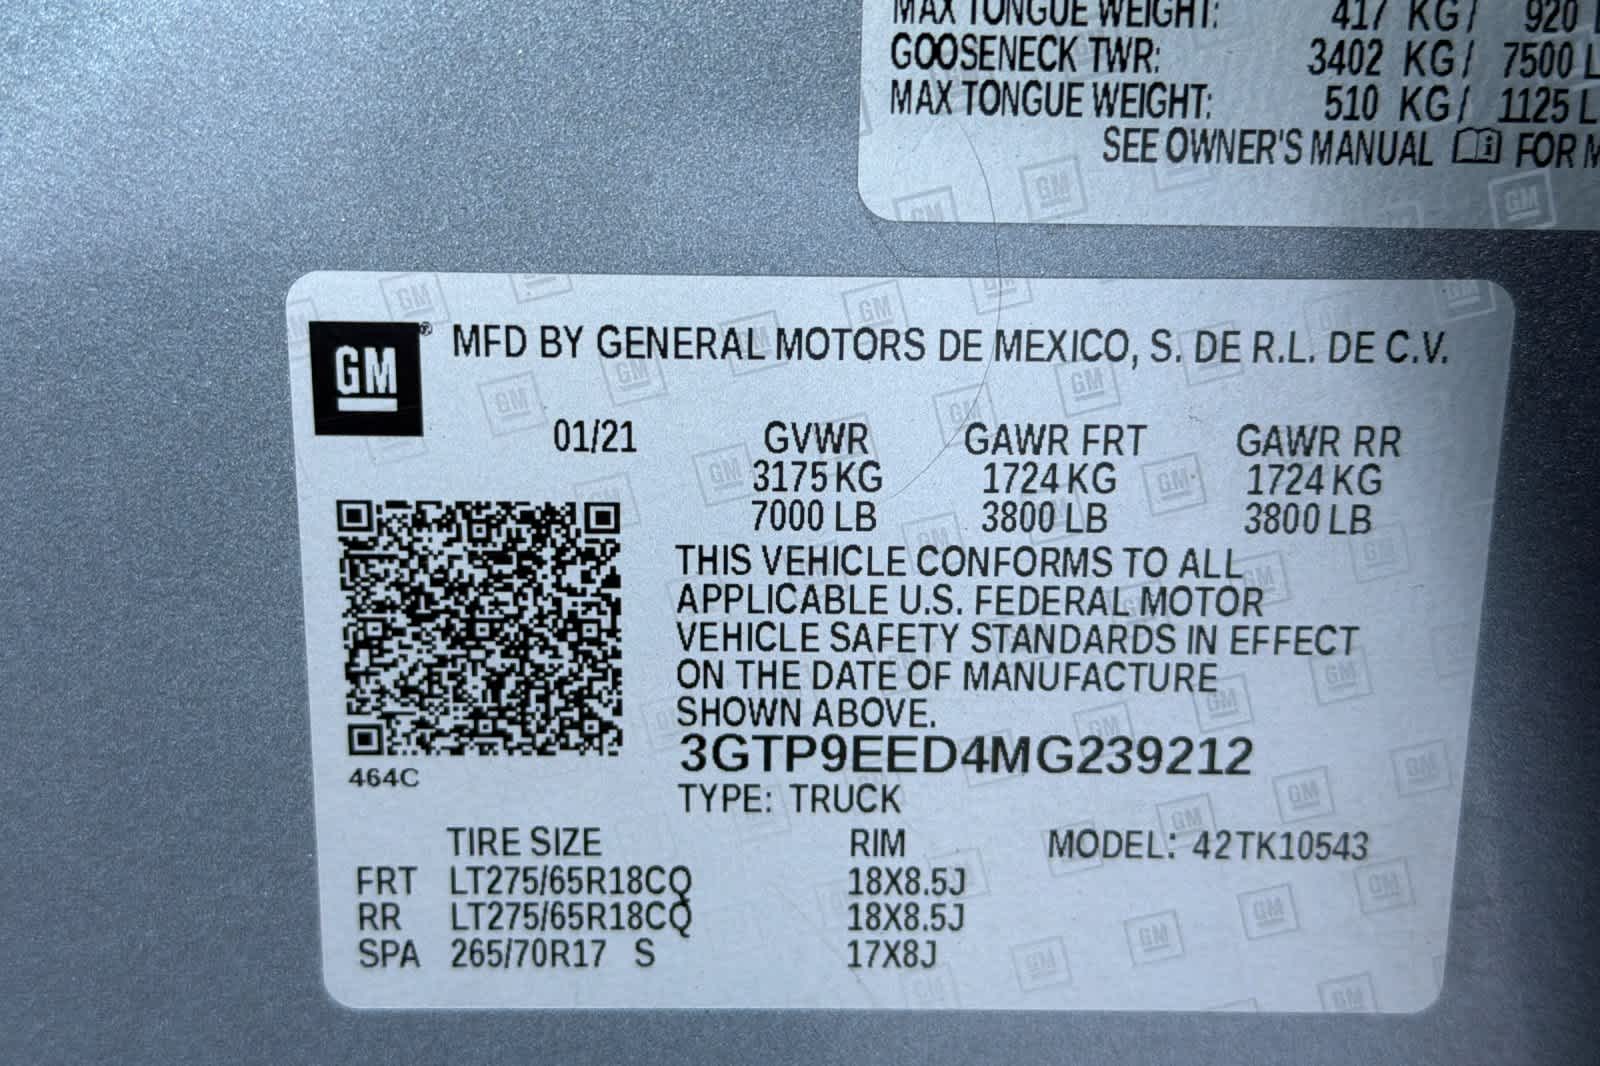 MAX TONGUE WEIGHT: 417 KG / 920
GOOSENECK TWR: 3402 KG / 7500 L
MAX TONGUE WEIGHT: 510 KG / 1125 L
SEE OWNER'S MANUAL FOR M
GM ® MFD BY GENERAL MOTORS DE MEXICO, S. DE R.L. DE C.V.
01/21 GVWR GAWR FRT GAWR RR
3175 KG 1724 KG 1724 KG
7000 LB 3800 LB 3800 LB
THIS VEHICLE CONFORMS TO ALL
APPLICABLE U.S. FEDERAL MOTOR
VEHICLE SAFETY STANDARDS IN EFFECT
ON THE DATE OF MANUFACTURE
SHOWN ABOVE.
3GTP9EED4MG239212
464C
TYPE: TRUCK
TIRE SIZE RIM MODEL: 42TK10543
FRT LT275/65R18CQ 18X8.5J
RR LT275/65R18CQ 18X8.5J
SPA 265/70R17 S 17X8J